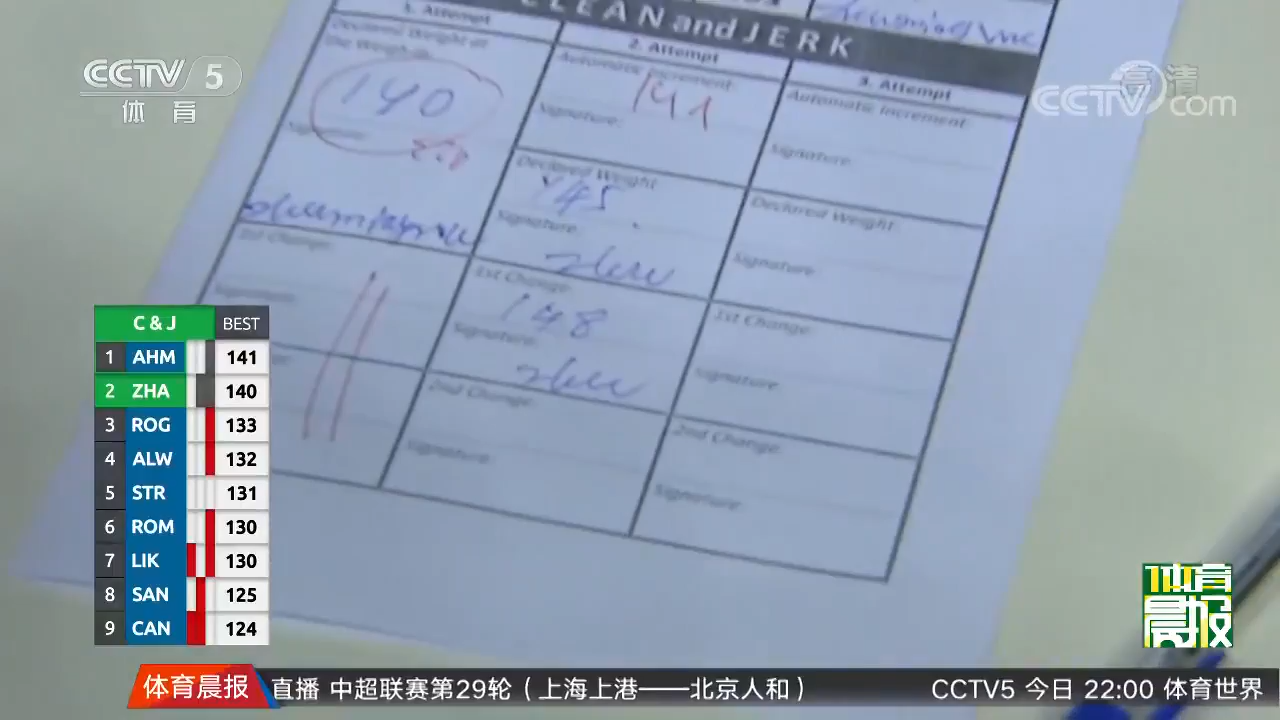 CCTV 5
体育
高清
CCTV com
CLEAN and JERK
1. Attempt
2. Attempt
3. Attempt
Declared Weight at
the Weigh-in
140
Signature:
Automatic Increment:
141
Signature:
Automatic Increment:
Signature:
Declared Weight:
145
Signature:
Declared Weight:
Signature:
1st Change:
Signature:
1st Change:
148
Signature:
1st Change:
Signature:
2nd Change:
Signature:
2nd Change:
Signature:
C & J BEST
1 AHM 141
2 ZHA 140
3 ROG 133
4 ALW 132
5 STR 131
6 ROM 130
7 LIK 130
8 SAN 125
9 CAN 124
体育晨报
体育晨报 直播 中超联赛第29轮（上海上港——北京人和） CCTV5 今日 22:00 体育世界